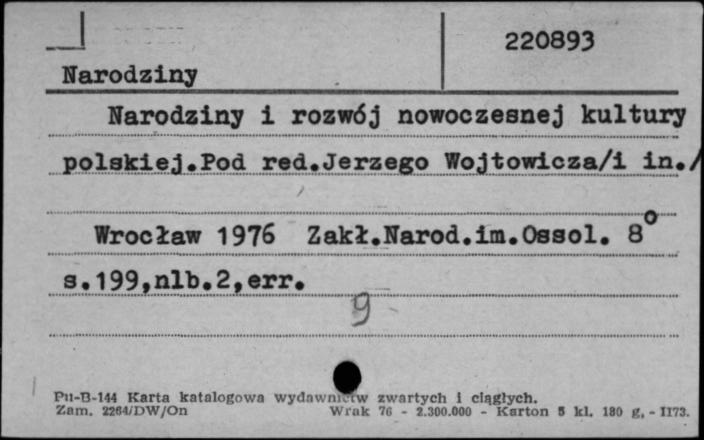 220893
Narodziny
Narodziny i rozwój nowoczesnej kultury
polskiej.Pod red.Jerzego Wojtowicza/i in./
Wrocław 1976 Zakł.Narod.im.Ossol. 8°
s.199,nlb.2,err.
9
Pu-B-144 Karta katalogowa wydawnictw zwartych i ciągłych.
Zam. 2264/DW/On Wrak 76 - 2.300.000 - Karton 5 kl. 180 g. - 1173.